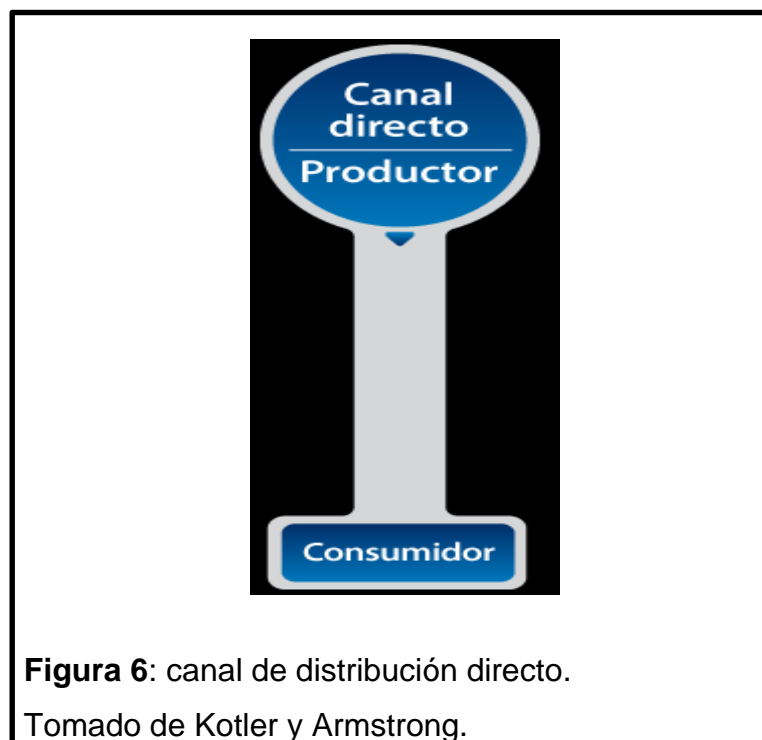 Canal
directo
Productor
Consumidor
Figura 6: canal de distribución directo.
Tomado de Kotler y Armstrong.